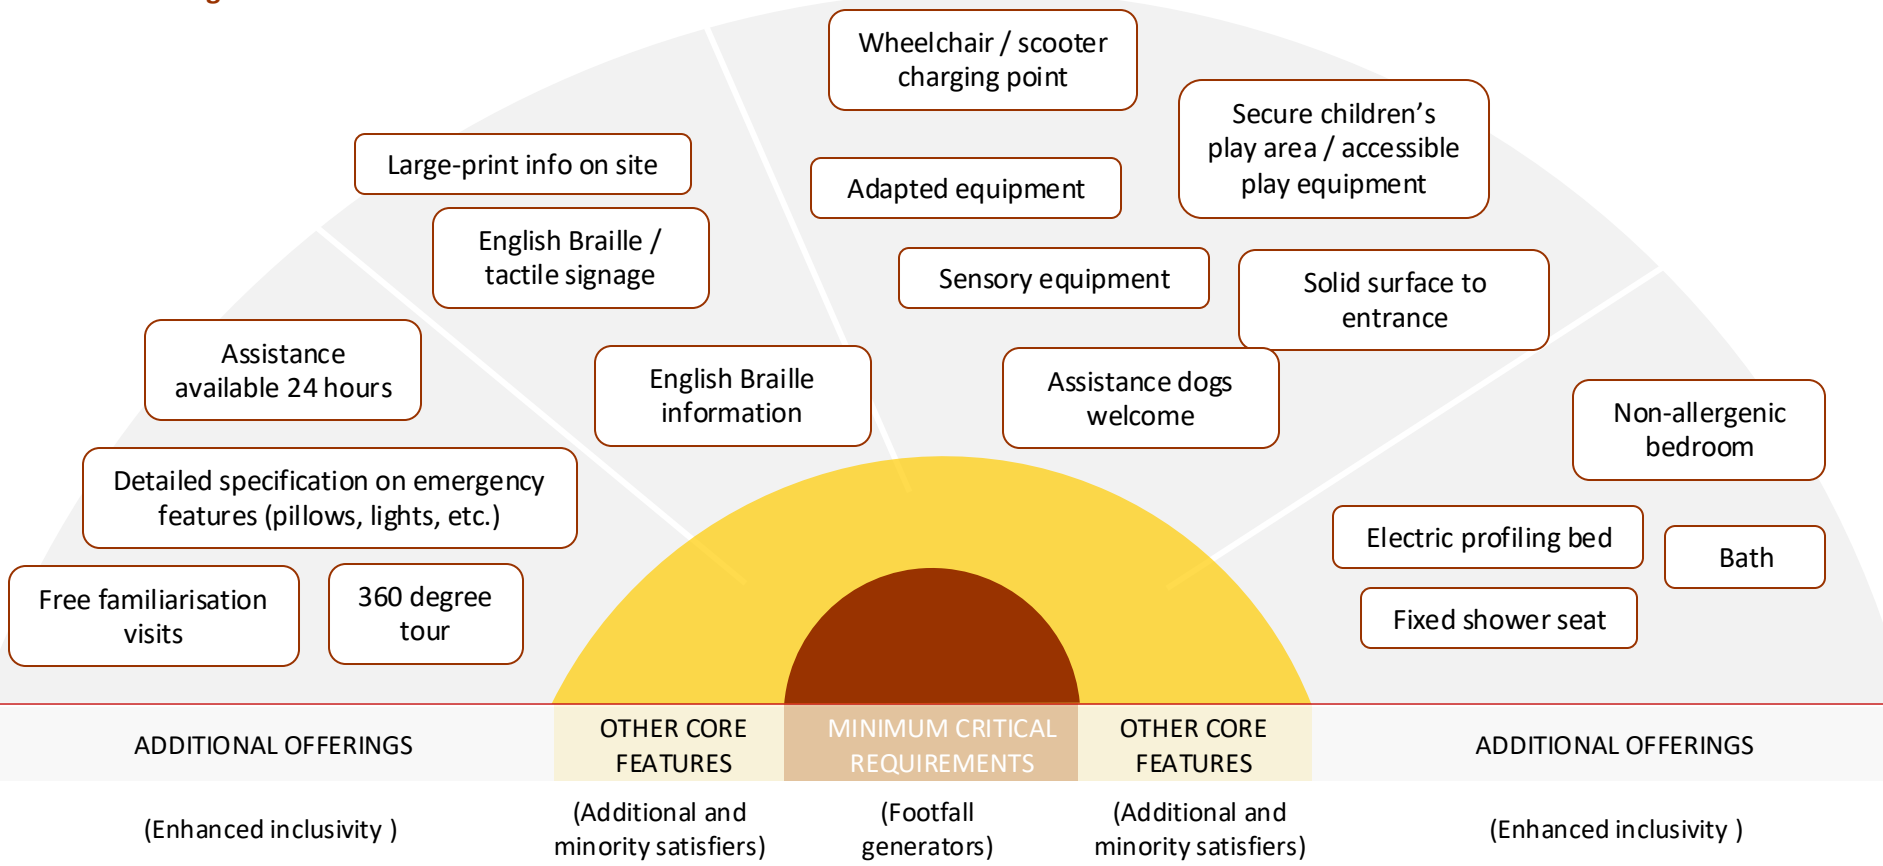 Wheelchair / scooter
charging point
Secure children’s
play area / accessible
play equipment
Large-print info on site
Adapted equipment
English Braille /
tactile signage
Sensory equipment
Solid surface to
entrance
Assistance
available 24 hours
English Braille
information
Assistance dogs
welcome
Non-allergenic
bedroom
Detailed specification on emergency
features (pillows, lights, etc.)
Electric profiling bed
Bath
Free familiarisation
visits
360 degree
tour
Fixed shower seat
ADDITIONAL OFFERINGS
OTHER CORE
FEATURES
MINIMUM CRITICAL
REQUIREMENTS
OTHER CORE
FEATURES
ADDITIONAL OFFERINGS
(Enhanced inclusivity )
(Additional and
minority satisfiers)
(Footfall
generators)
(Additional and
minority satisfiers)
(Enhanced inclusivity )